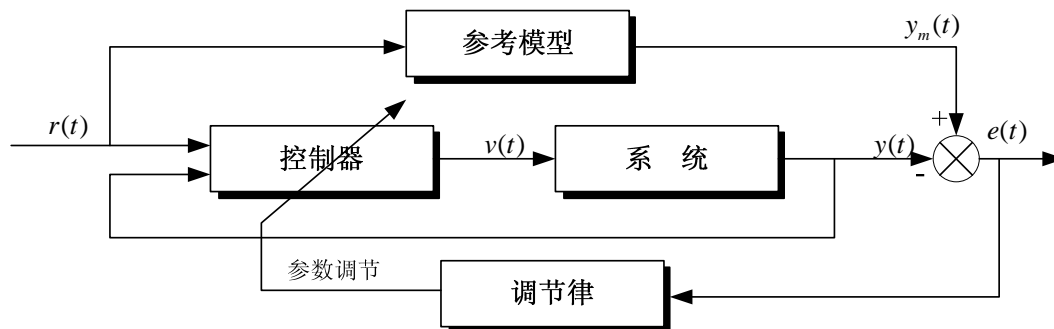 参考模型
y_m(t)
r(t)
控制器
v(t)
系 统
y(t)
+
-
e(t)
参数调节
调节律